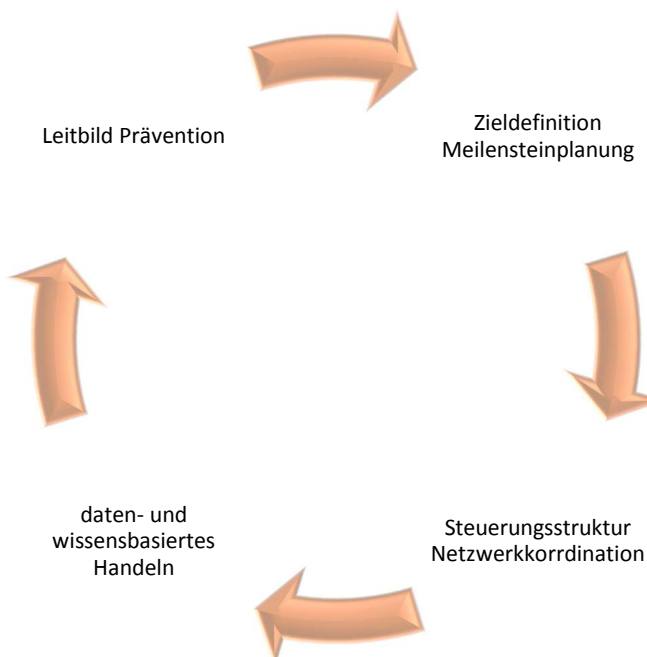 Leitbild Prävention
Zieldefinition
Meilensteinplanung
daten- und
wissensbasiertes
Handeln
Steuerungsstruktur
Netzwerkkorrdination